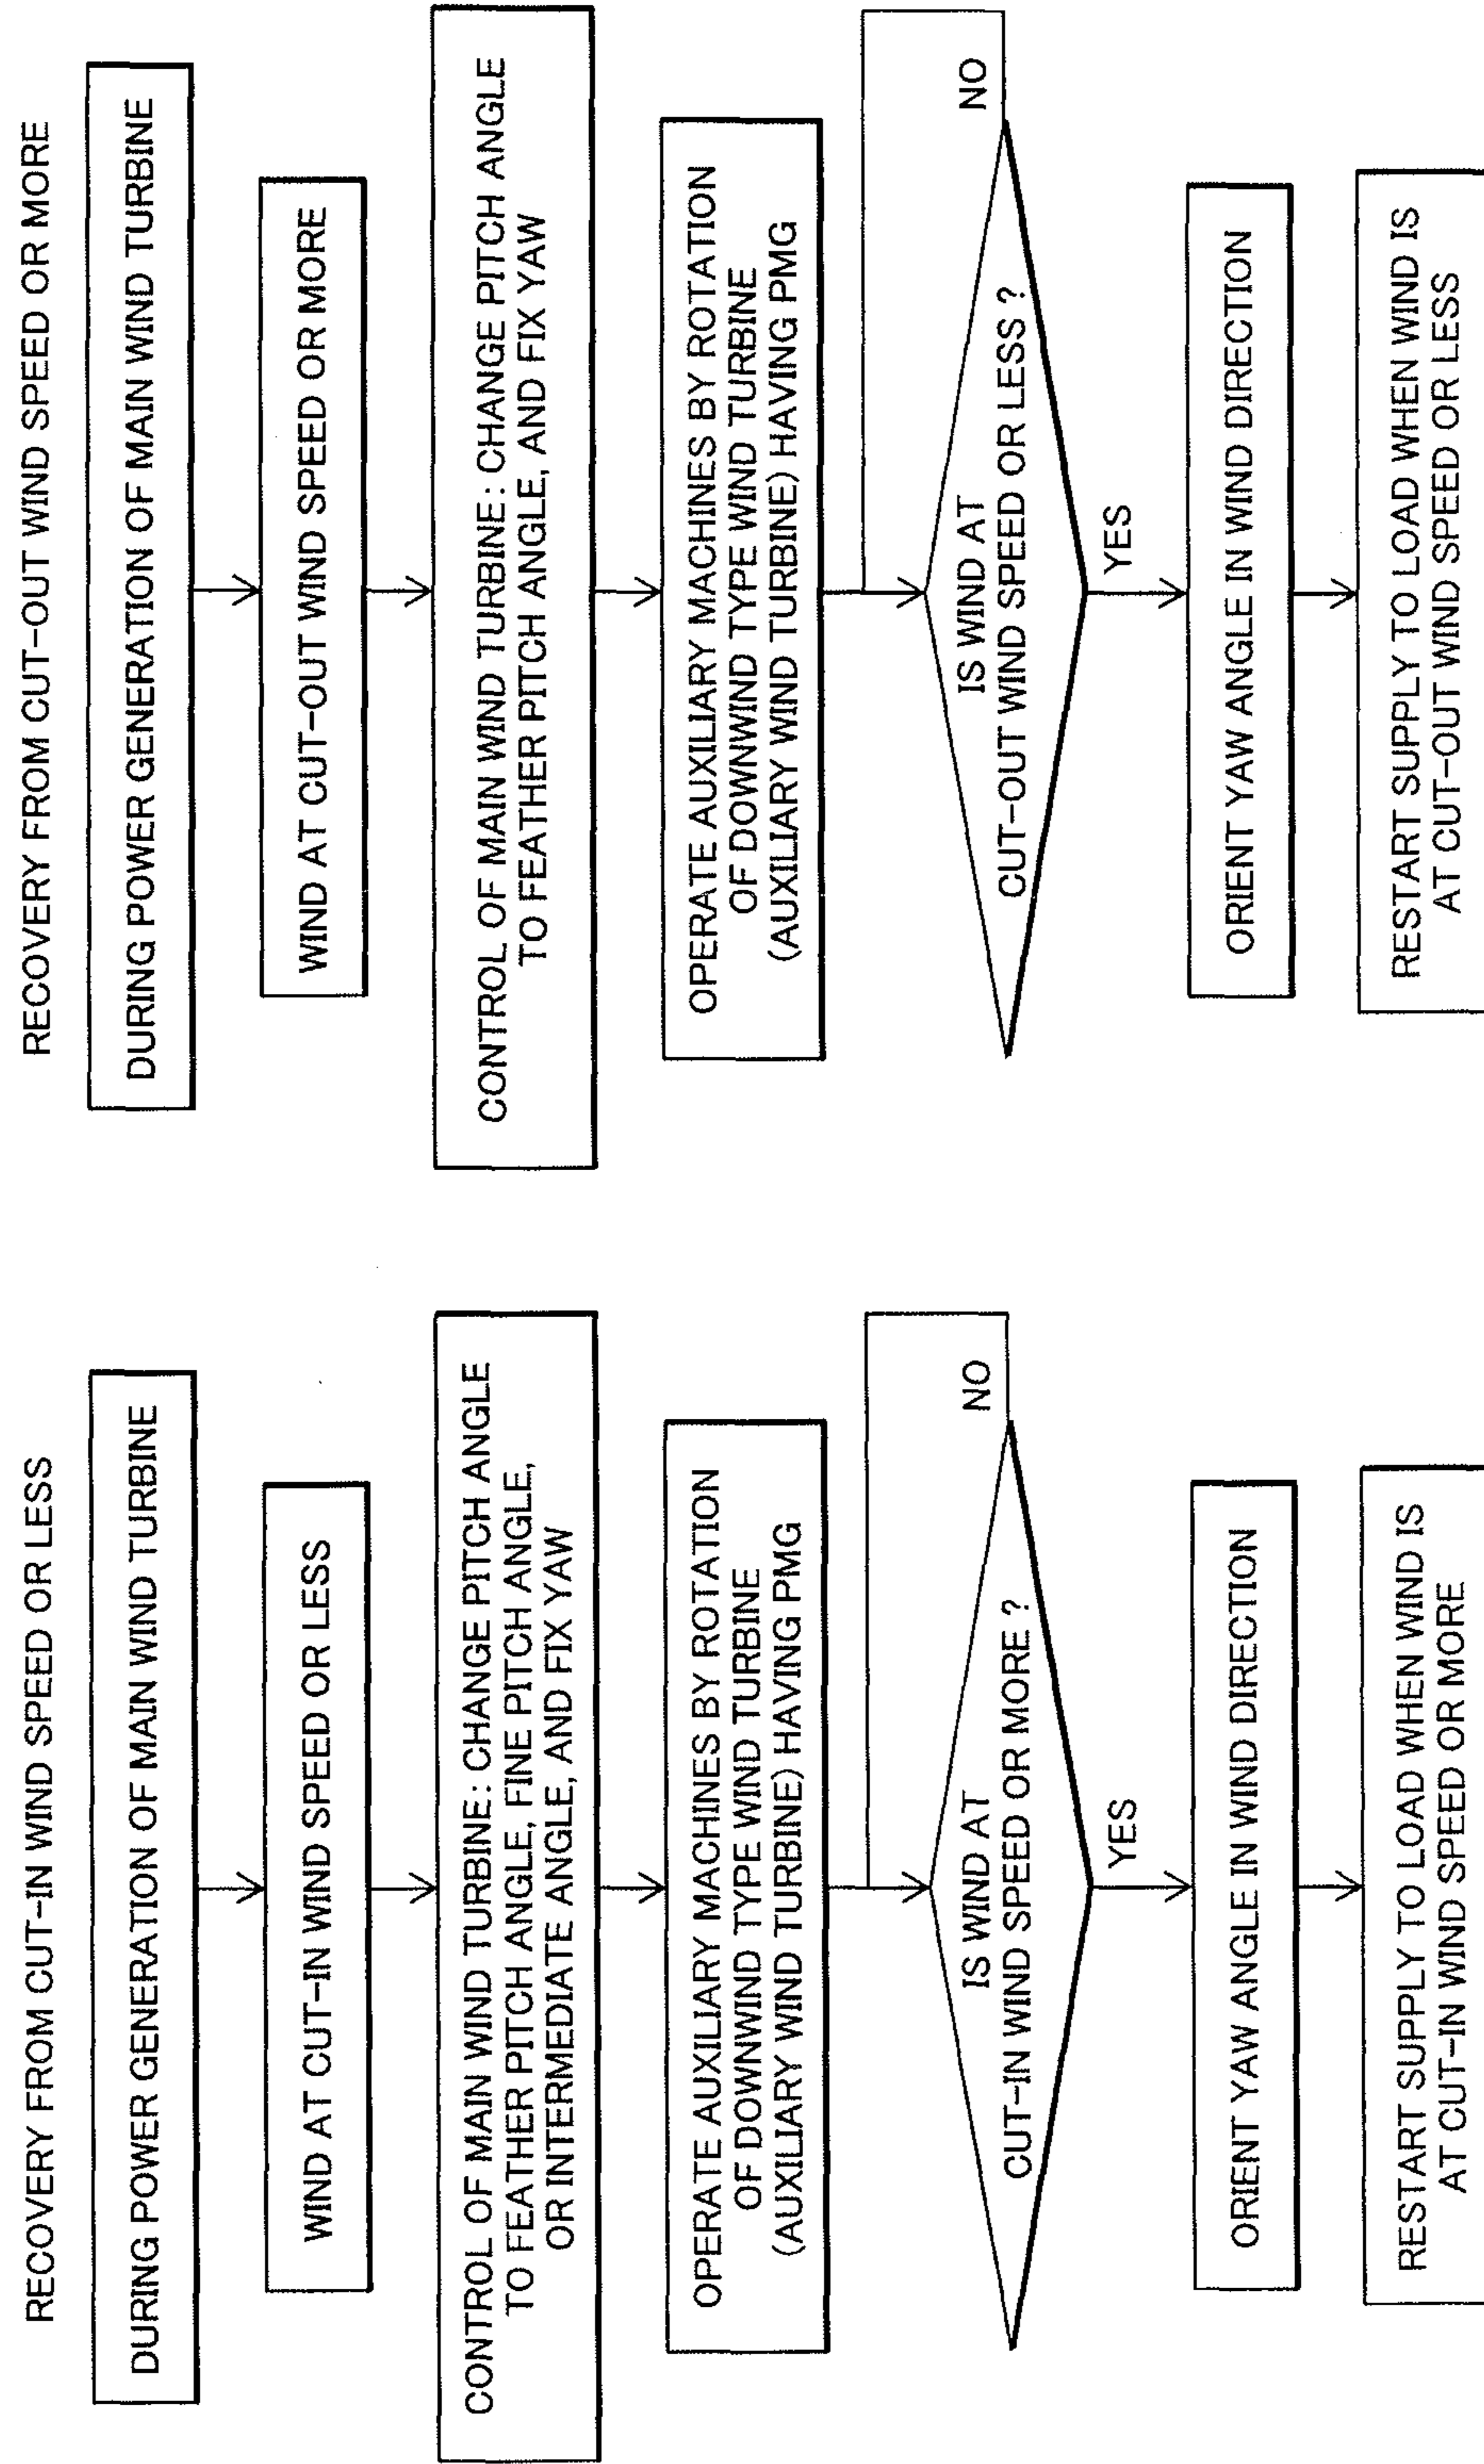 RECOVERY FROM CUT-IN WIND SPEED OR LESS
DURING POWER GENERATION OF MAIN WIND TURBINE
WIND AT CUT-IN WIND SPEED OR LESS
CONTROL OF MAIN WIND TURBINE: CHANGE PITCH ANGLE
TO FEATHER PITCH ANGLE, FINE PITCH ANGLE,
OR INTERMEDIATE ANGLE, AND FIX YAW
OPERATE AUXILIARY MACHINES BY ROTATION
OF DOWNWIND TYPE WIND TURBINE
(AUXILIARY WIND TURBINE) HAVING PMG
IS WIND AT
CUT-IN WIND SPEED OR MORE ?
NO
YES
ORIENT YAW ANGLE IN WIND DIRECTION
RESTART SUPPLY TO LOAD WHEN WIND IS
AT CUT-IN WIND SPEED OR MORE
RECOVERY FROM CUT-OUT WIND SPEED OR MORE
DURING POWER GENERATION OF MAIN WIND TURBINE
WIND AT CUT-OUT WIND SPEED OR MORE
CONTROL OF MAIN WIND TURBINE: CHANGE PITCH ANGLE
TO FEATHER PITCH ANGLE, AND FIX YAW
OPERATE AUXILIARY MACHINES BY ROTATION
OF DOWNWIND TYPE WIND TURBINE
(AUXILIARY WIND TURBINE) HAVING PMG
IS WIND AT
CUT-OUT WIND SPEED OR LESS ?
NO
YES
ORIENT YAW ANGLE IN WIND DIRECTION
RESTART SUPPLY TO LOAD WHEN WIND IS
AT CUT-OUT WIND SPEED OR LESS